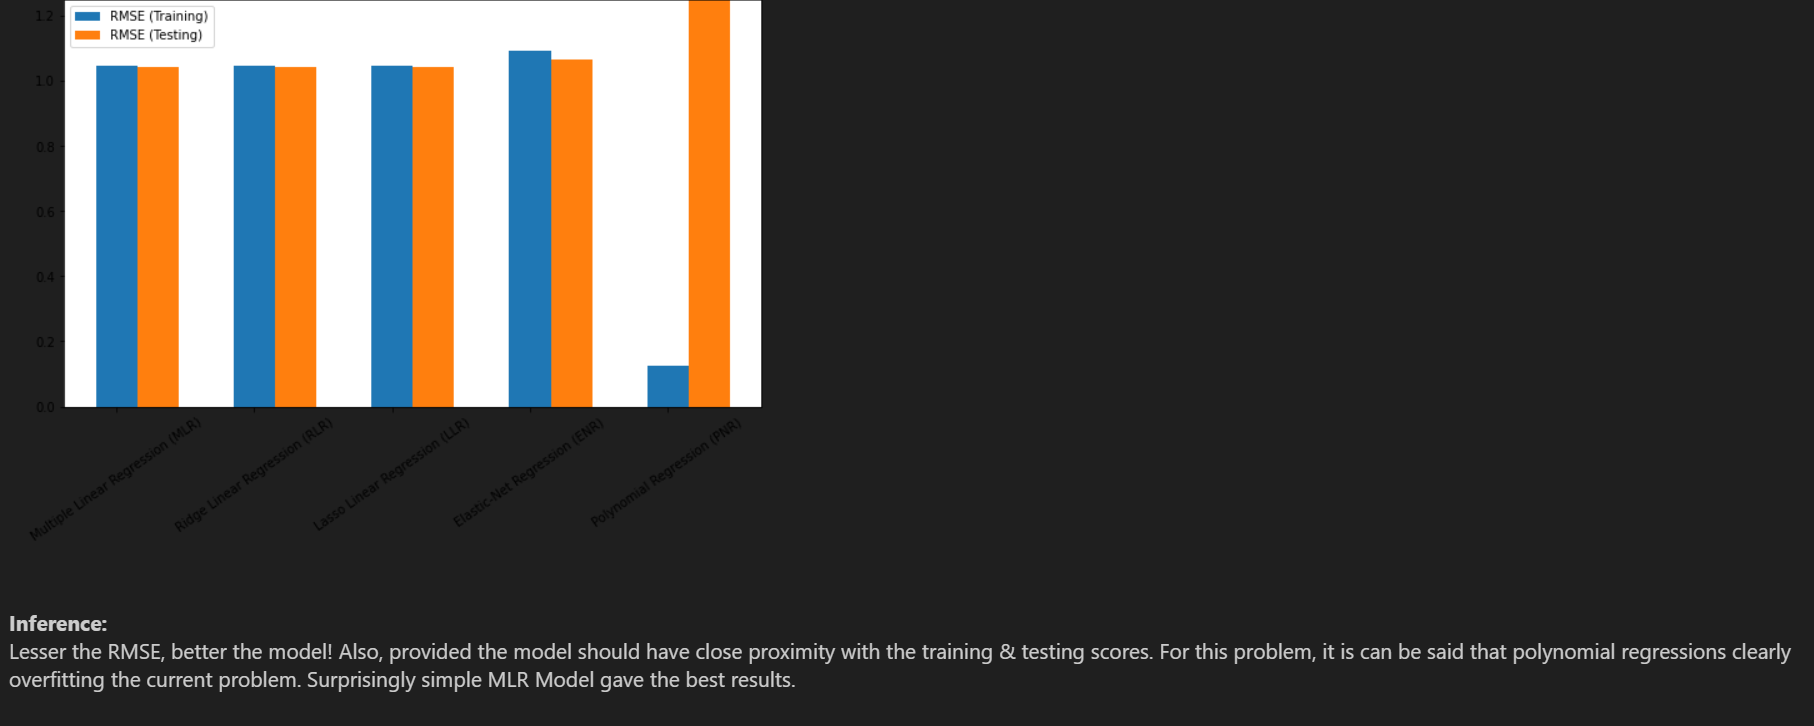 1.2
RMSE (Training)
RMSE (Testing)
1.0
0.8
0.6
0.4
0.2
0.0
Multiple Linear Regression (MLR)
Ridge Linear Regression (RLR)
Lasso Linear Regression (LLR)
Elastic-Net Regression (ENR)
Polynomial Regression (PNR)
Inference:
Lesser the RMSE, better the model! Also, provided the model should have close proximity with the training & testing scores. For this problem, it is can be said that polynomial regressions clearly
overfitting the current problem. Surprisingly simple MLR Model gave the best results.